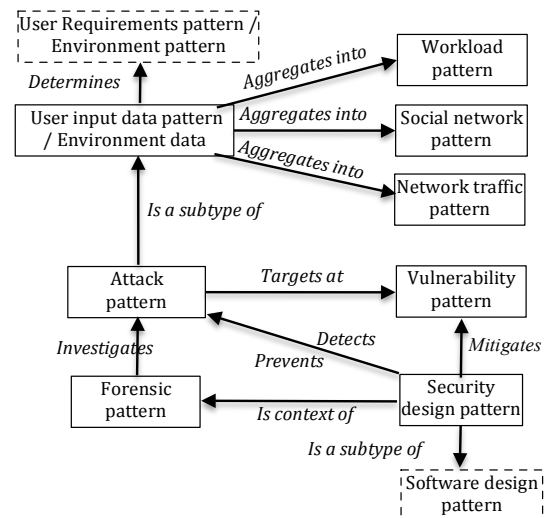 User Requirements pattern /
Environment pattern
Determines
Aggregates into
Workload
pattern
User input data pattern
/ Environment data
Aggregates into
Social network
pattern
Aggregates into
Network traffic
pattern
Is a subtype of
Attack
pattern
Targets at
Vulnerability
pattern
Investigates
Detects
Prevents
Mitigates
Forensic
pattern
Is context of
Security
design pattern
Is a subtype of
Software design
pattern